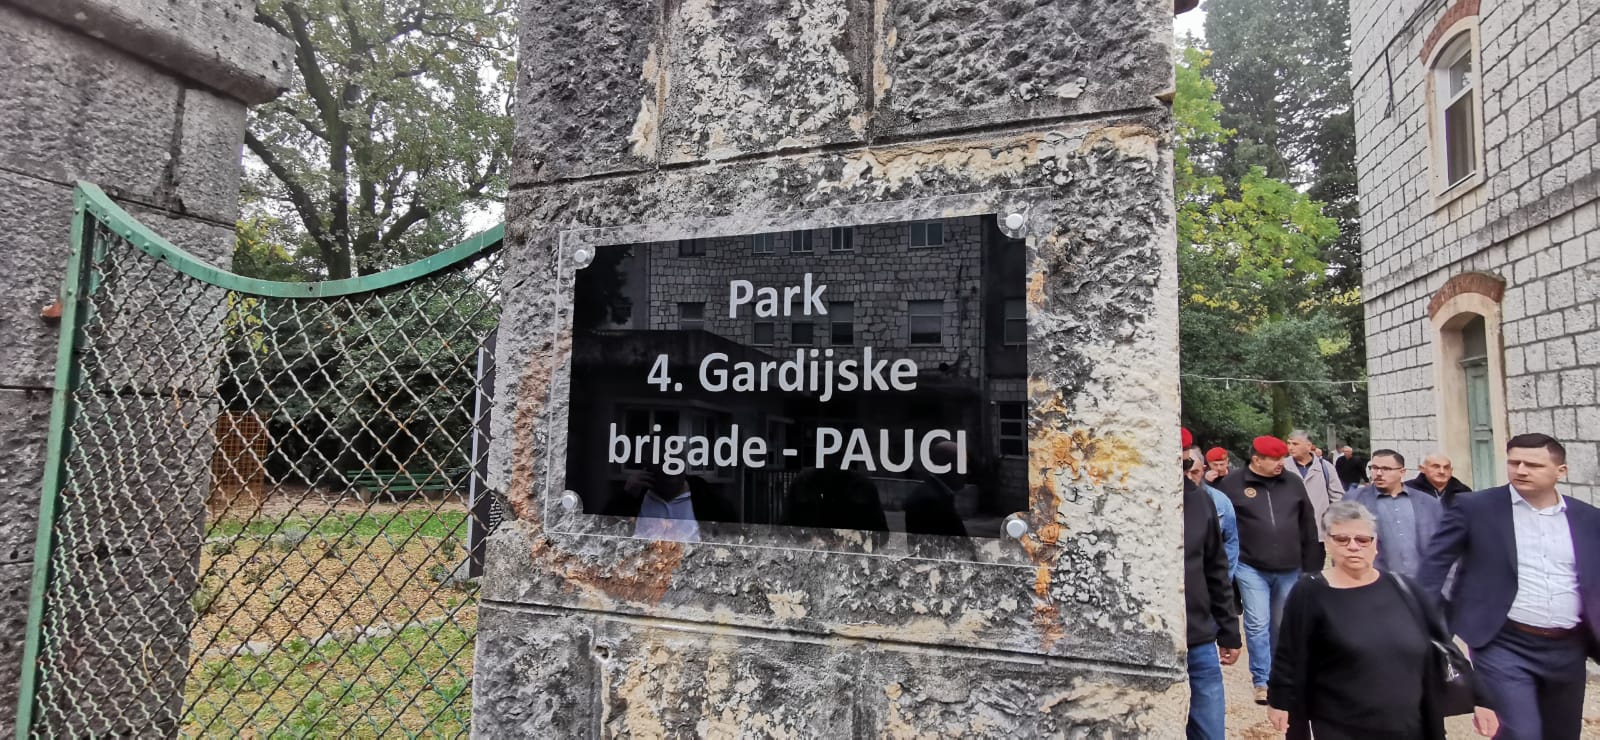 Park
4. Gardijske
brigade - PAUCI